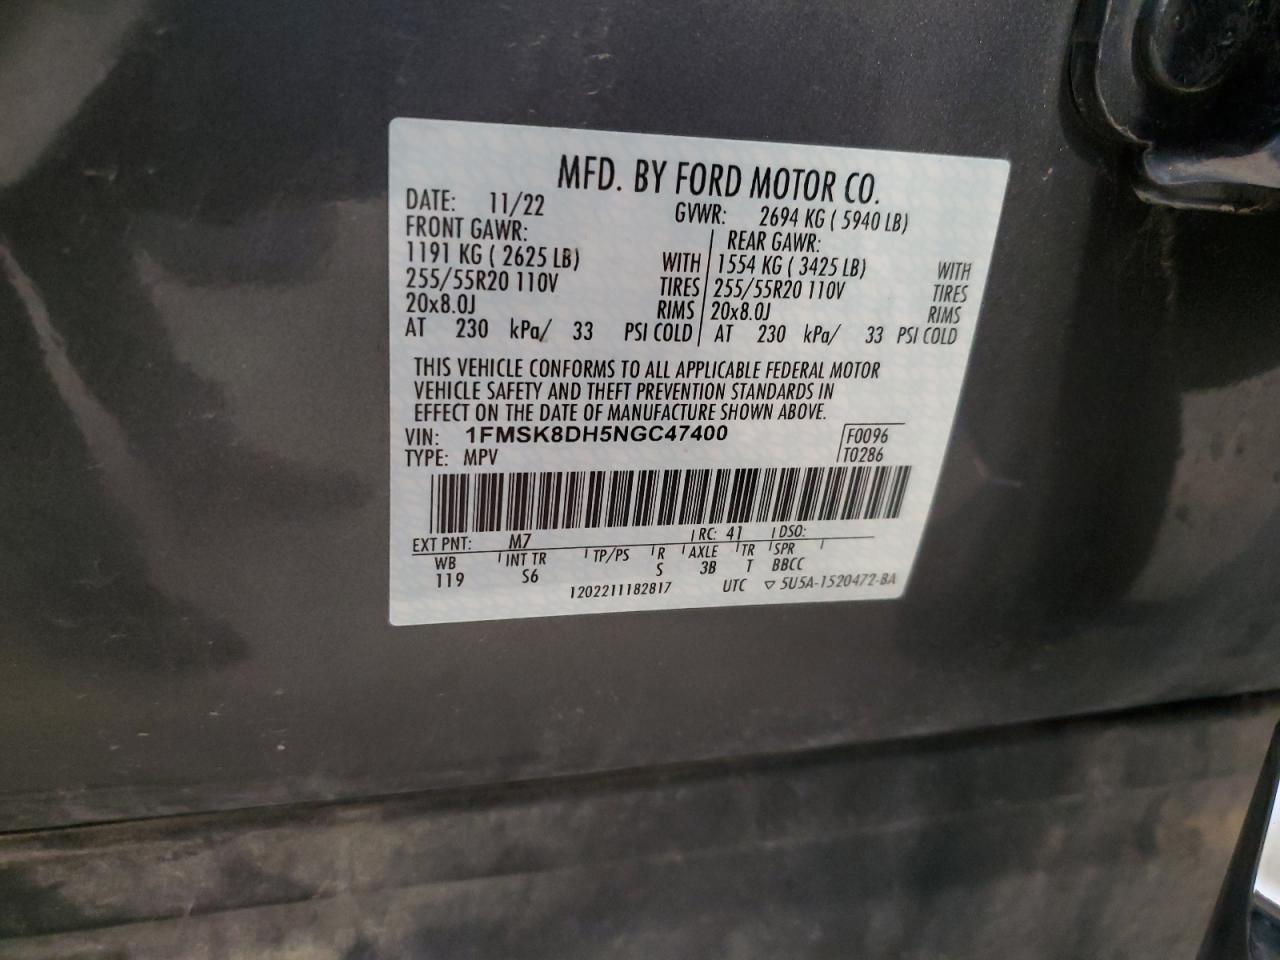 MFD. BY FORD MOTOR CO.
DATE: 11/22 GVWR: 2694 KG ( 5940 LB)
FRONT GAWR: REAR GAWR:
1191 KG ( 2625 LB) WITH 1554 KG ( 3425 LB) WITH
255/55R20 110V TIRES 255/55R20 110V TIRES
20x8.0J RIMS 20x8.0J RIMS
AT 230 kPa/ 33 PSI COLD AT 230 kPa/ 33 PSI COLD
THIS VEHICLE CONFORMS TO ALL APPLICABLE FEDERAL MOTOR
VEHICLE SAFETY AND THEFT PREVENTION STANDARDS IN
EFFECT ON THE DATE OF MANUFACTURE SHOWN ABOVE.
VIN: 1FMSK8DH5NGC47400 F0096
TYPE: MPV T0286
EXT PNT: M7 RC: 41 DSO:
WB INT TR TP/PS R AXLE TR SPR
119 S6 S 3B T BBCC
1202211182817 UTC ▽ 5U5A-1520472-BA